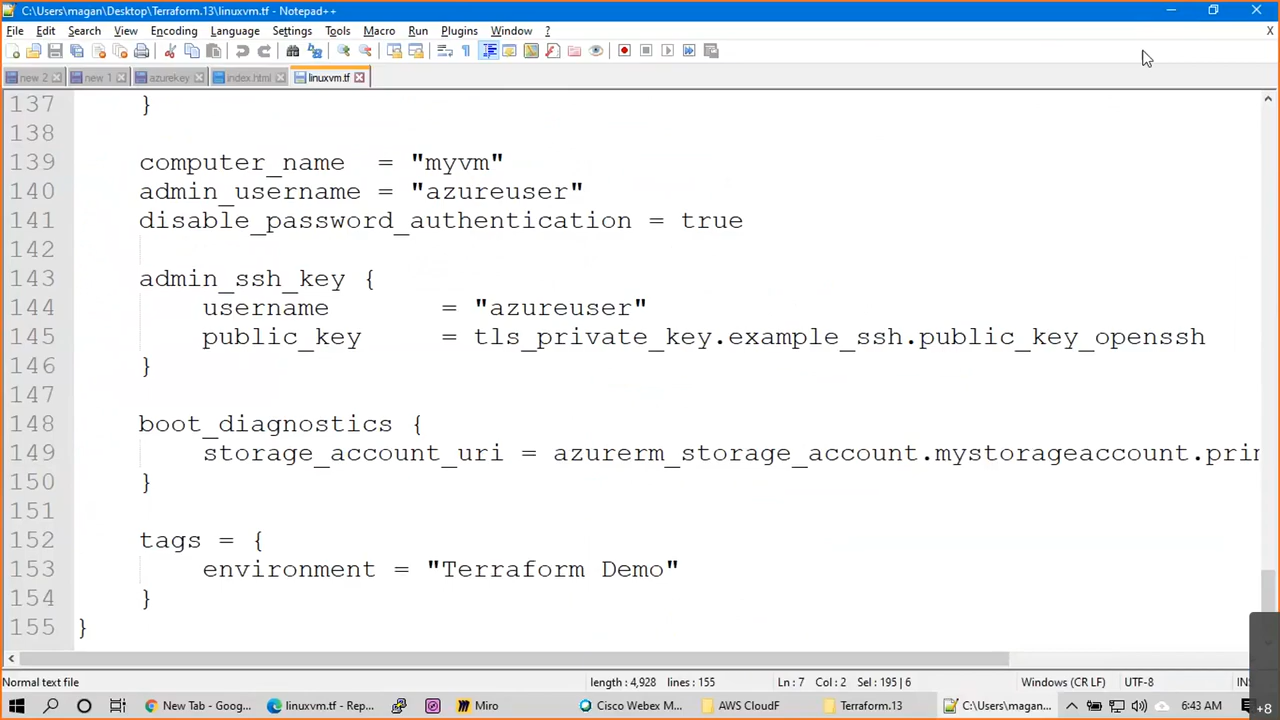 C:\Users\magan\Desktop\Terraform.13\linuxvm.tf - Notepad++
File Edit Search View Encoding Language Settings Tools Macro Run Plugins Window ? X
new 2 new 1 azurekey index.html linuxvm.tf
137 }
138
139 computer_name = "myvm"
140 admin_username = "azureuser"
141 disable_password_authentication = true
142
143 admin_ssh_key {
144 username = "azureuser"
145 public_key = tls_private_key.example_ssh.public_key_openssh
146 }
147
148 boot_diagnostics {
149 storage_account_uri = azurerm_storage_account.mystorageaccount.prin
150 }
151
152 tags = {
153 environment = "Terraform Demo"
154 }
155 }
Normal text file length : 4,928 lines : 155 Ln : 7 Col : 2 Sel : 195 | 6 Windows (CR LF) UTF-8 IN
New Tab - Goog... linuxvm.tf - Rep... Miro Cisco Webex M... AWS CloudF Terraform.13 C:\Users\magan... 6:43 AM +8